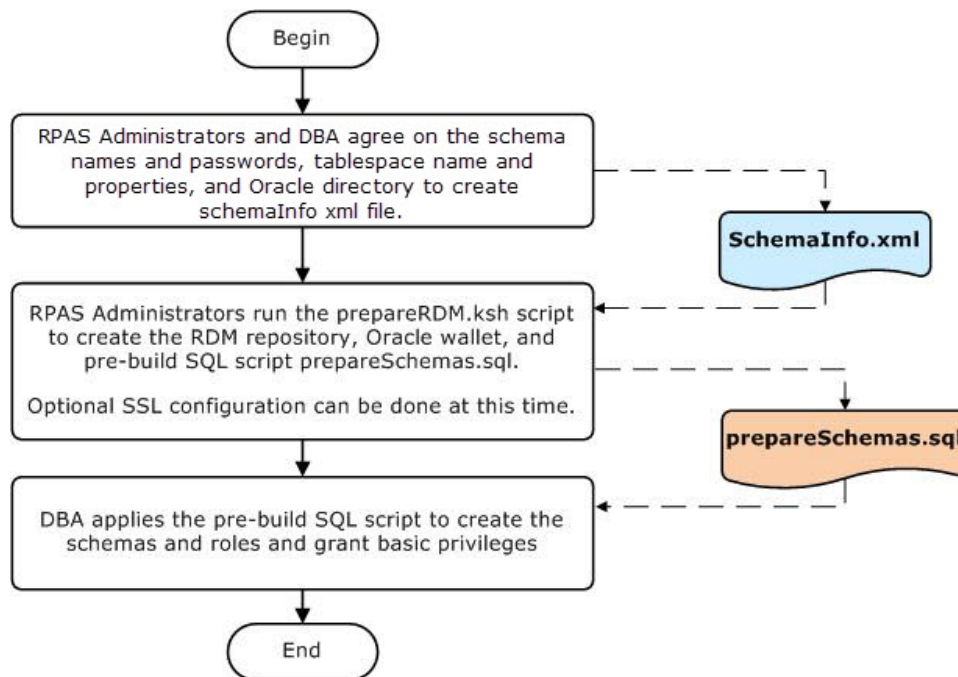 Begin
RPAS Administrators and DBA agree on the schema
names and passwords, tablespace name and
properties, and Oracle directory to create
schemaInfo xml file.
SchemaInfo.xml
RPAS Administrators run the prepareRDM.ksh script
to create the RDM repository, Oracle wallet, and
pre-build SQL script prepareSchemas.sql.
Optional SSL configuration can be done at this time.
prepareSchemas.sql
DBA applies the pre-build SQL script to create the
schemas and roles and grant basic privileges
End